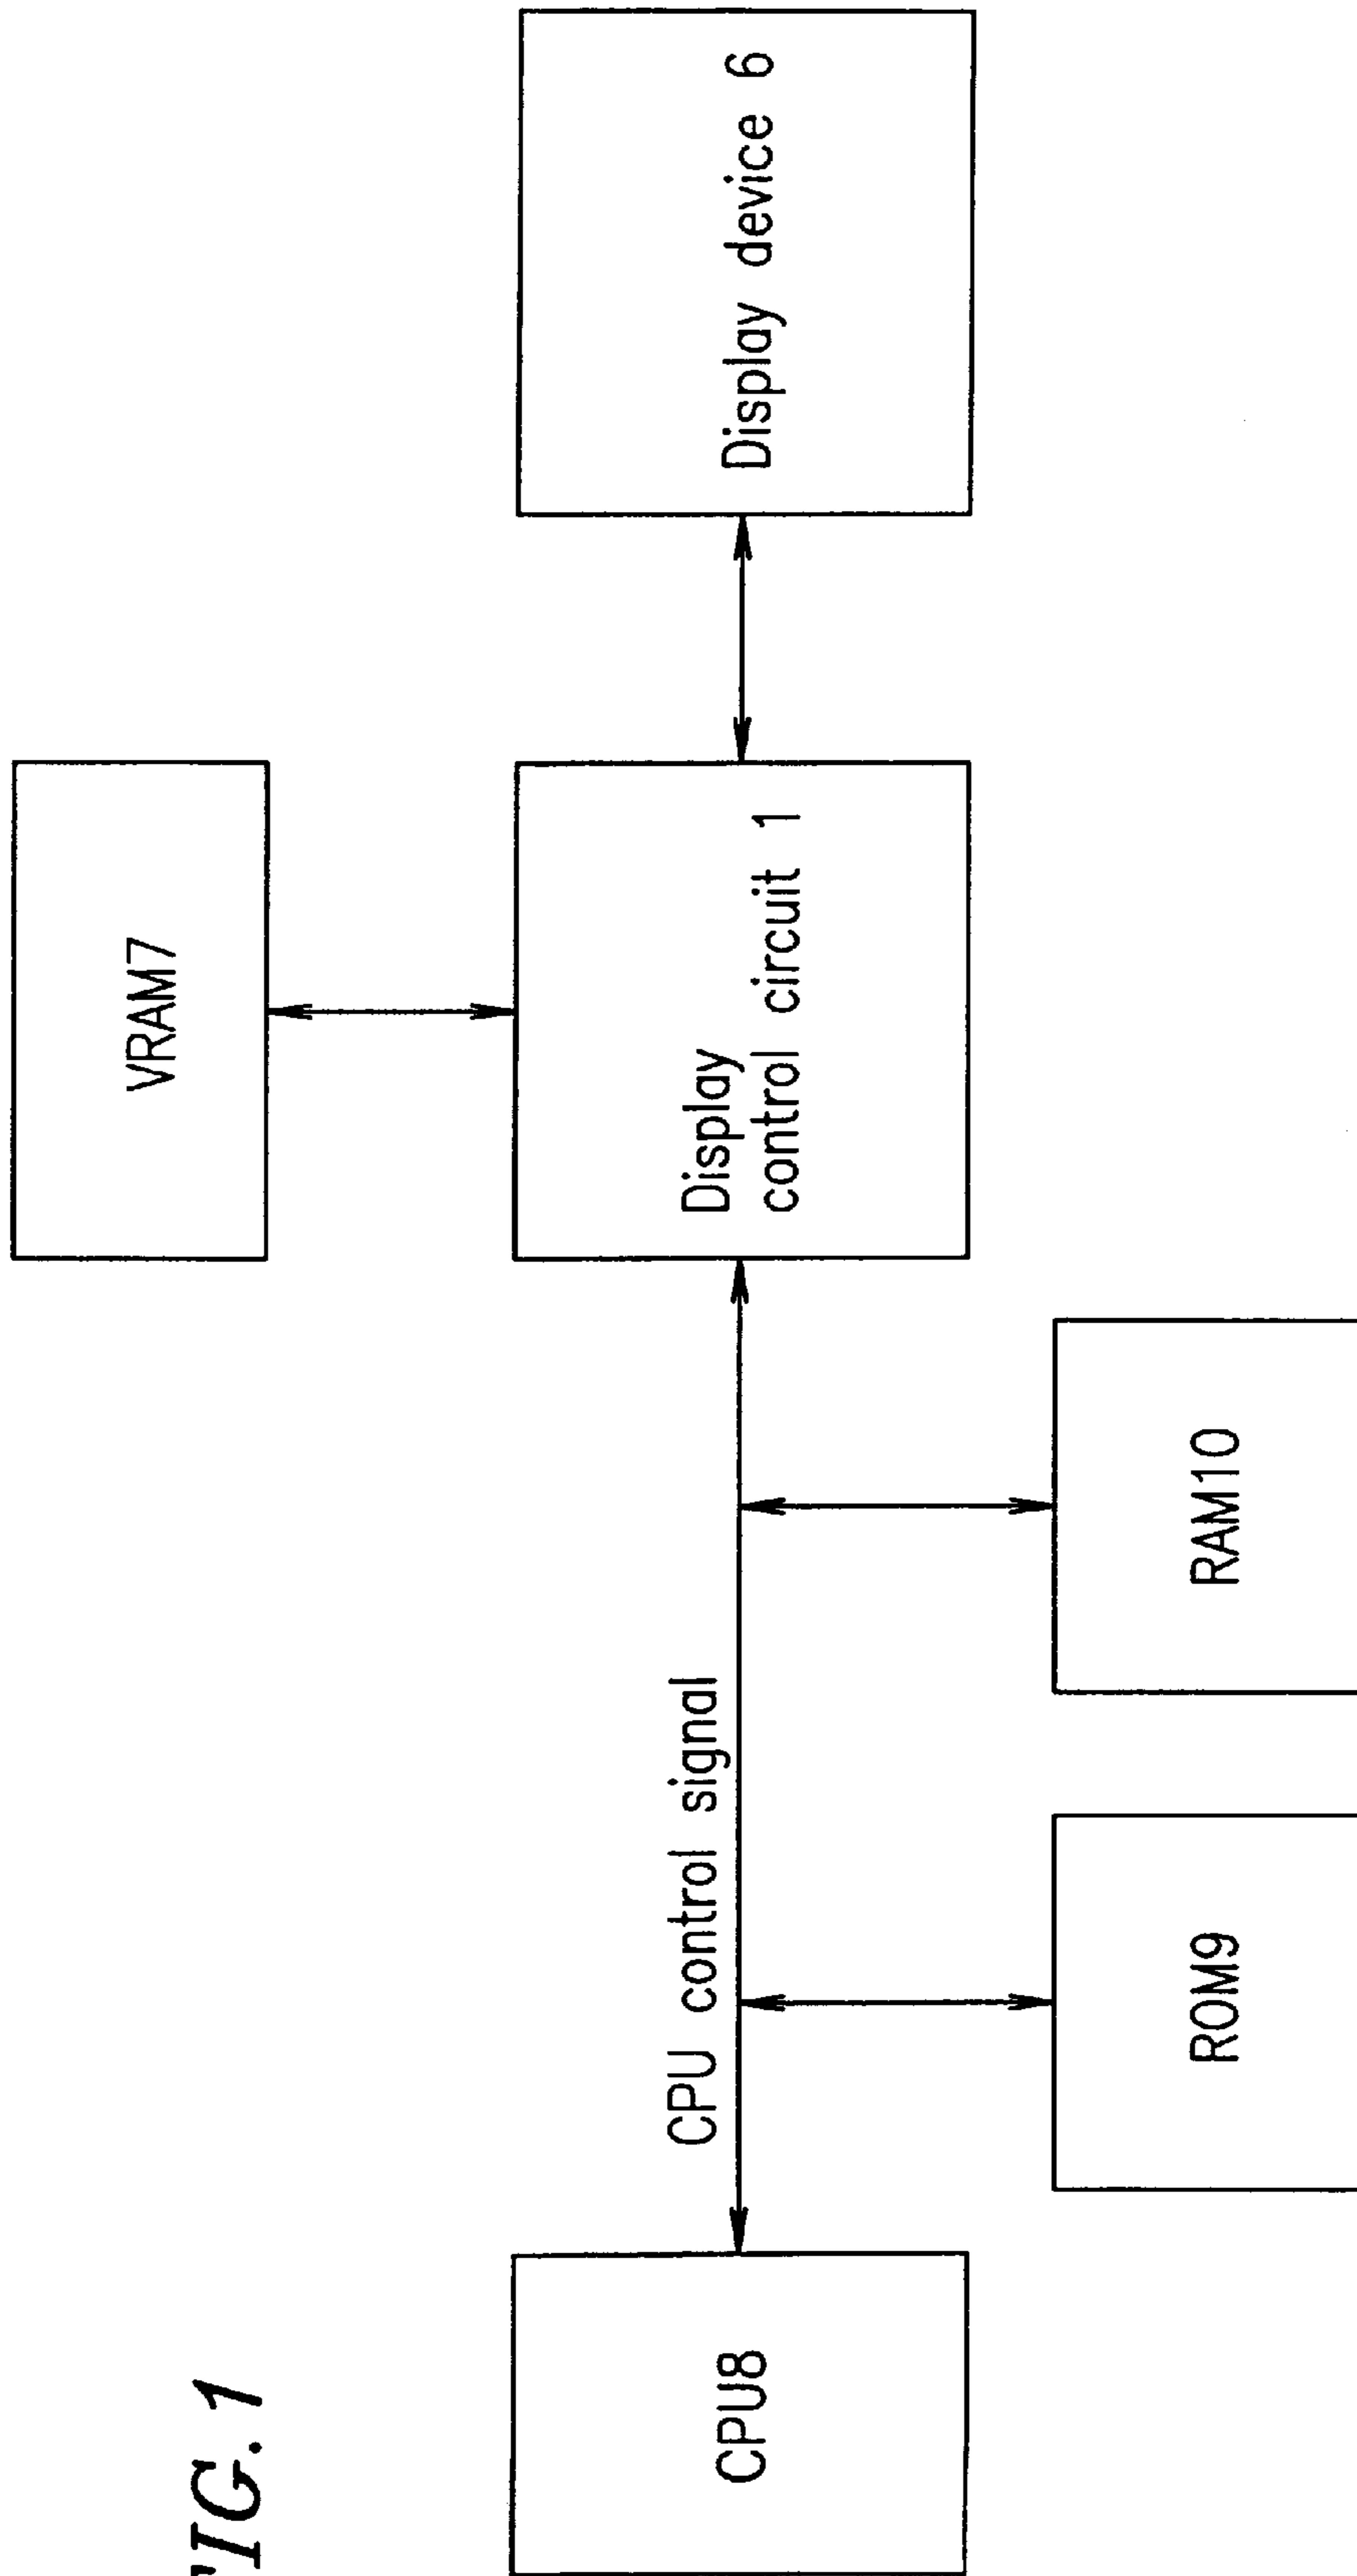 FIG. 1
VRAM7
CPU8
CPU control signal
Display
control circuit 1
Display device 6
ROM9
RAM10